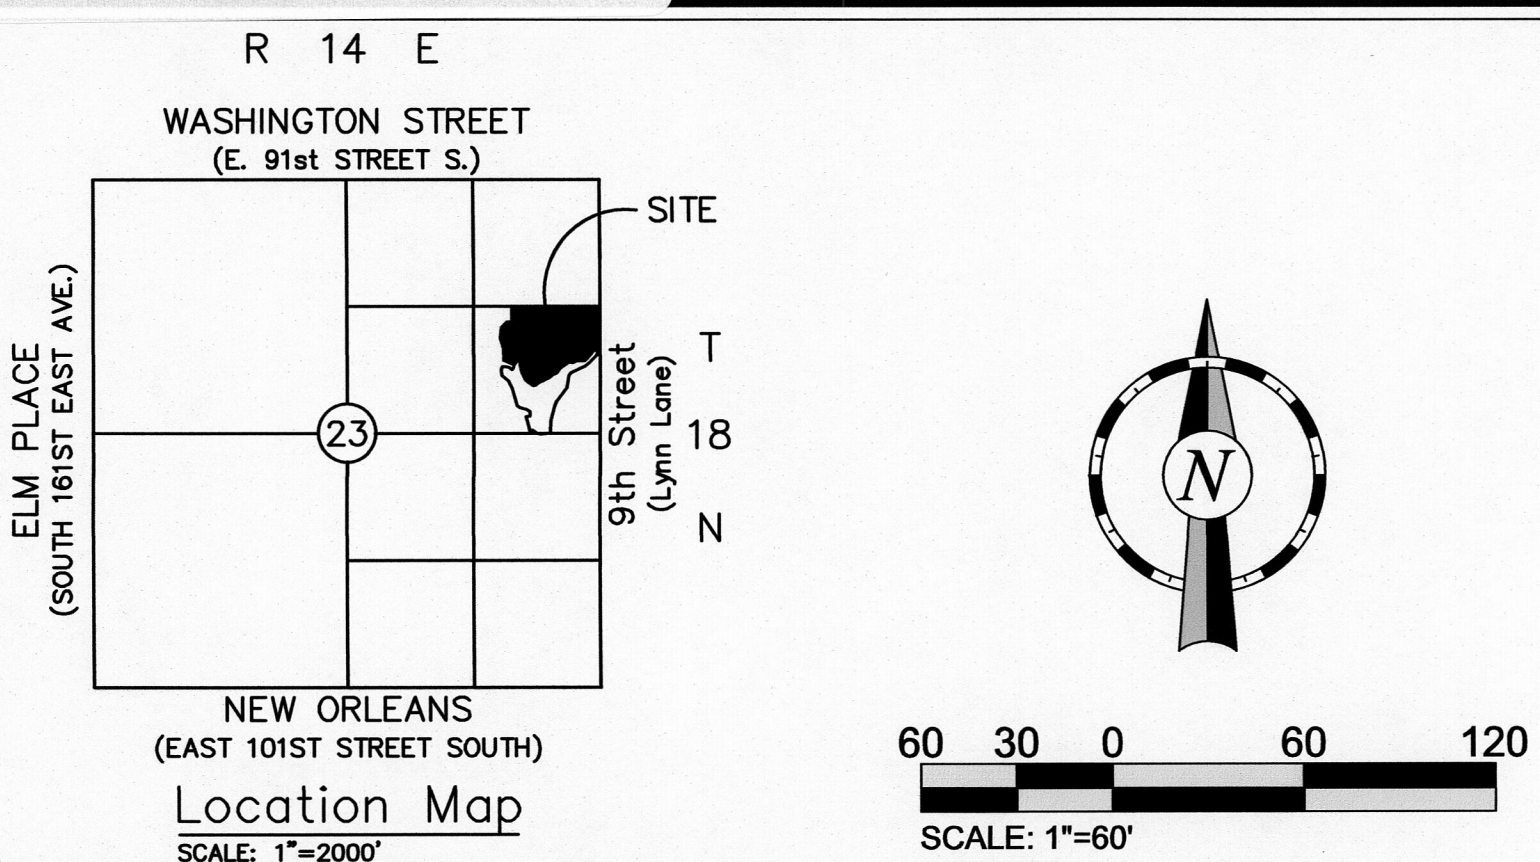 R 14 E
WASHINGTON STREET
(E. 91st STREET S.)
SITE
ELM PLACE
(SOUTH 161ST EAST AVE.)
23
9th Street
(Lynn Lane)
T
18
N
NEW ORLEANS
(EAST 101ST STREET SOUTH)
Location Map
SCALE: 1"=2000'
N
60 30 0 60 120
SCALE: 1"=60'